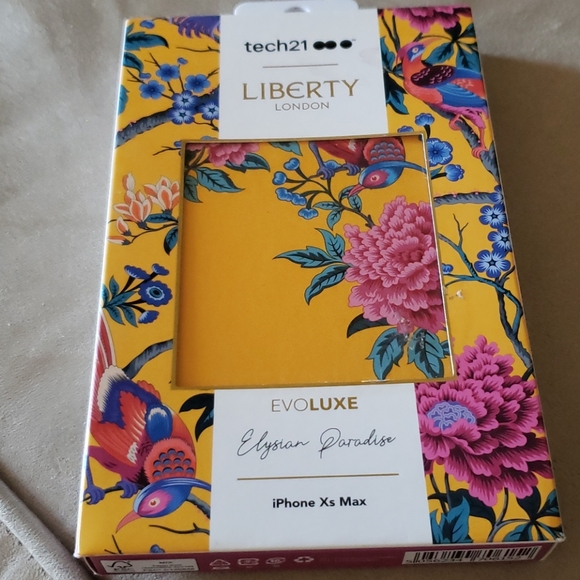 tech21
LIBERTY
LONDON
EVOLUXE
Elysian Paradise
iPhone Xs Max